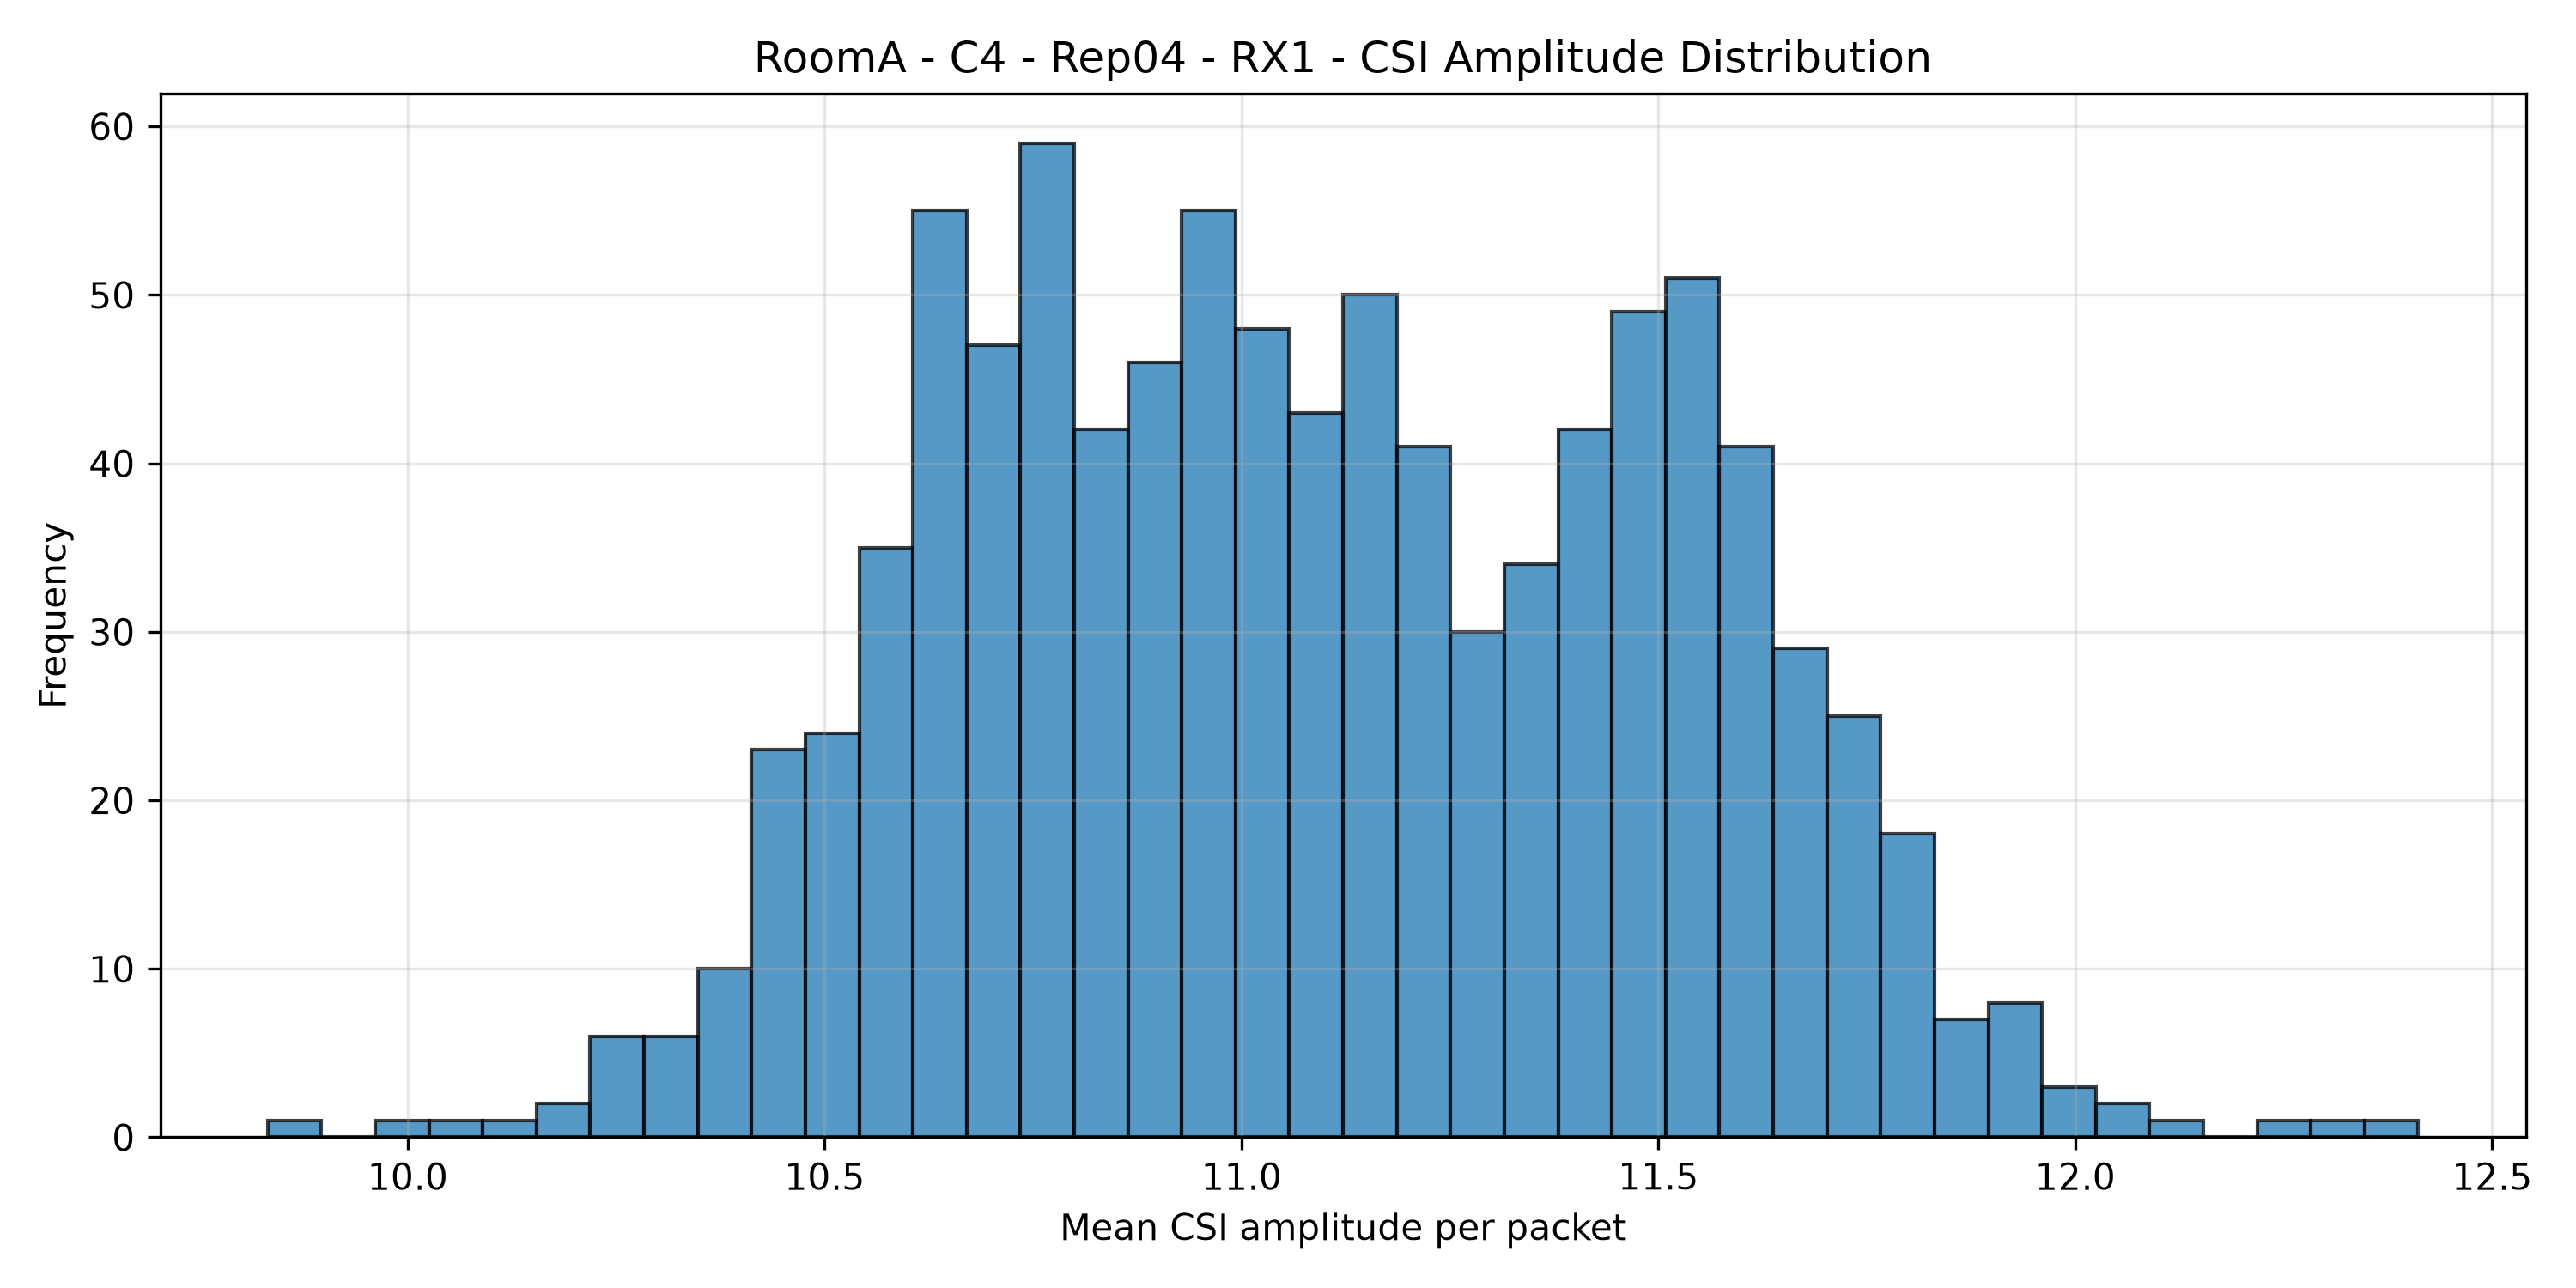 RoomA - C4 - Rep04 - RX1 - CSI Amplitude Distribution
60
50
40
30
20
10
0
Frequency
10.0 10.5 11.0 11.5 12.0 12.5
Mean CSI amplitude per packet